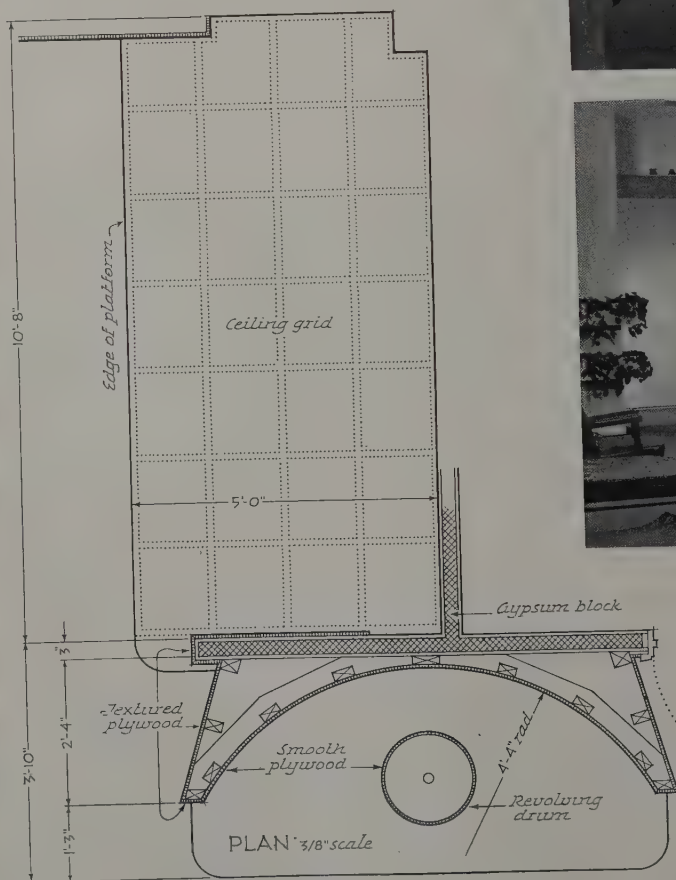 10'-8"
Edge of platform
Ceiling grid
5'-0"
Gypsum block
3"
Textured
plywood
2'-4"
3'-10"
Smooth
plywood
4'-4" rad
Revolving
drum
1'-3"
PLAN - 3/8" scale